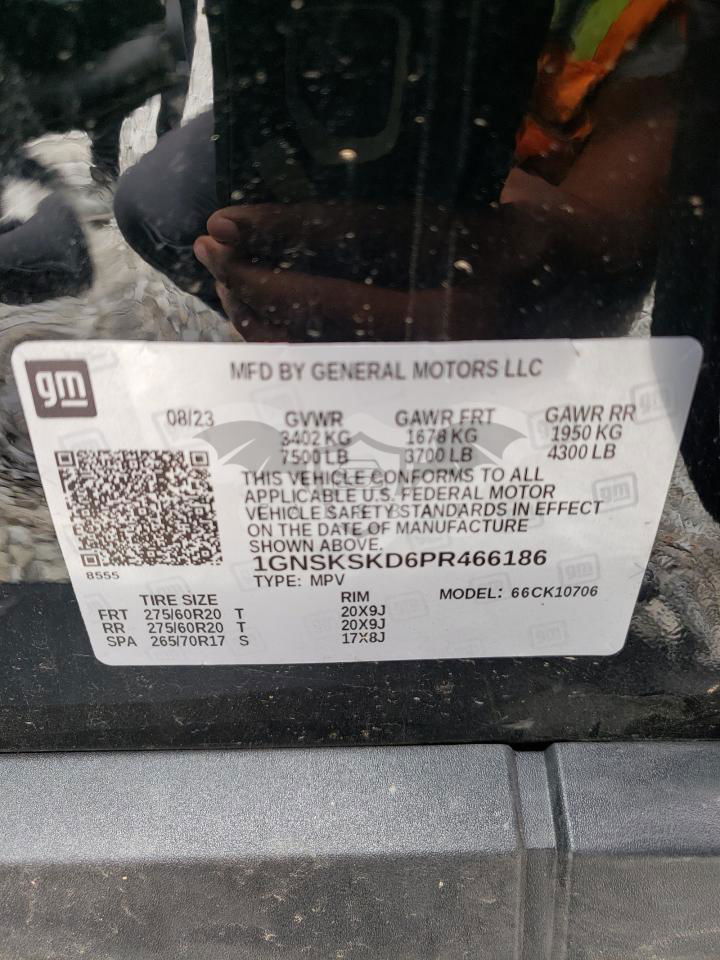 gm
MFD BY GENERAL MOTORS LLC
08/23 GVWR GAWR FRT GAWR RR
3402 KG 1678 KG 1950 KG
7500 LB 3700 LB 4300 LB
THIS VEHICLE CONFORMS TO ALL
APPLICABLE U.S. FEDERAL MOTOR
VEHICLE SAFETY STANDARDS IN EFFECT
ON THE DATE OF MANUFACTURE
SHOWN ABOVE.
8555
1GNSKSKD6PR466186
TYPE: MPV
MODEL: 66CK10706
TIRE SIZE RIM
FRT 275/60R20 T 20X9J
RR 275/60R20 T 20X9J
SPA 265/70R17 S 17X8J